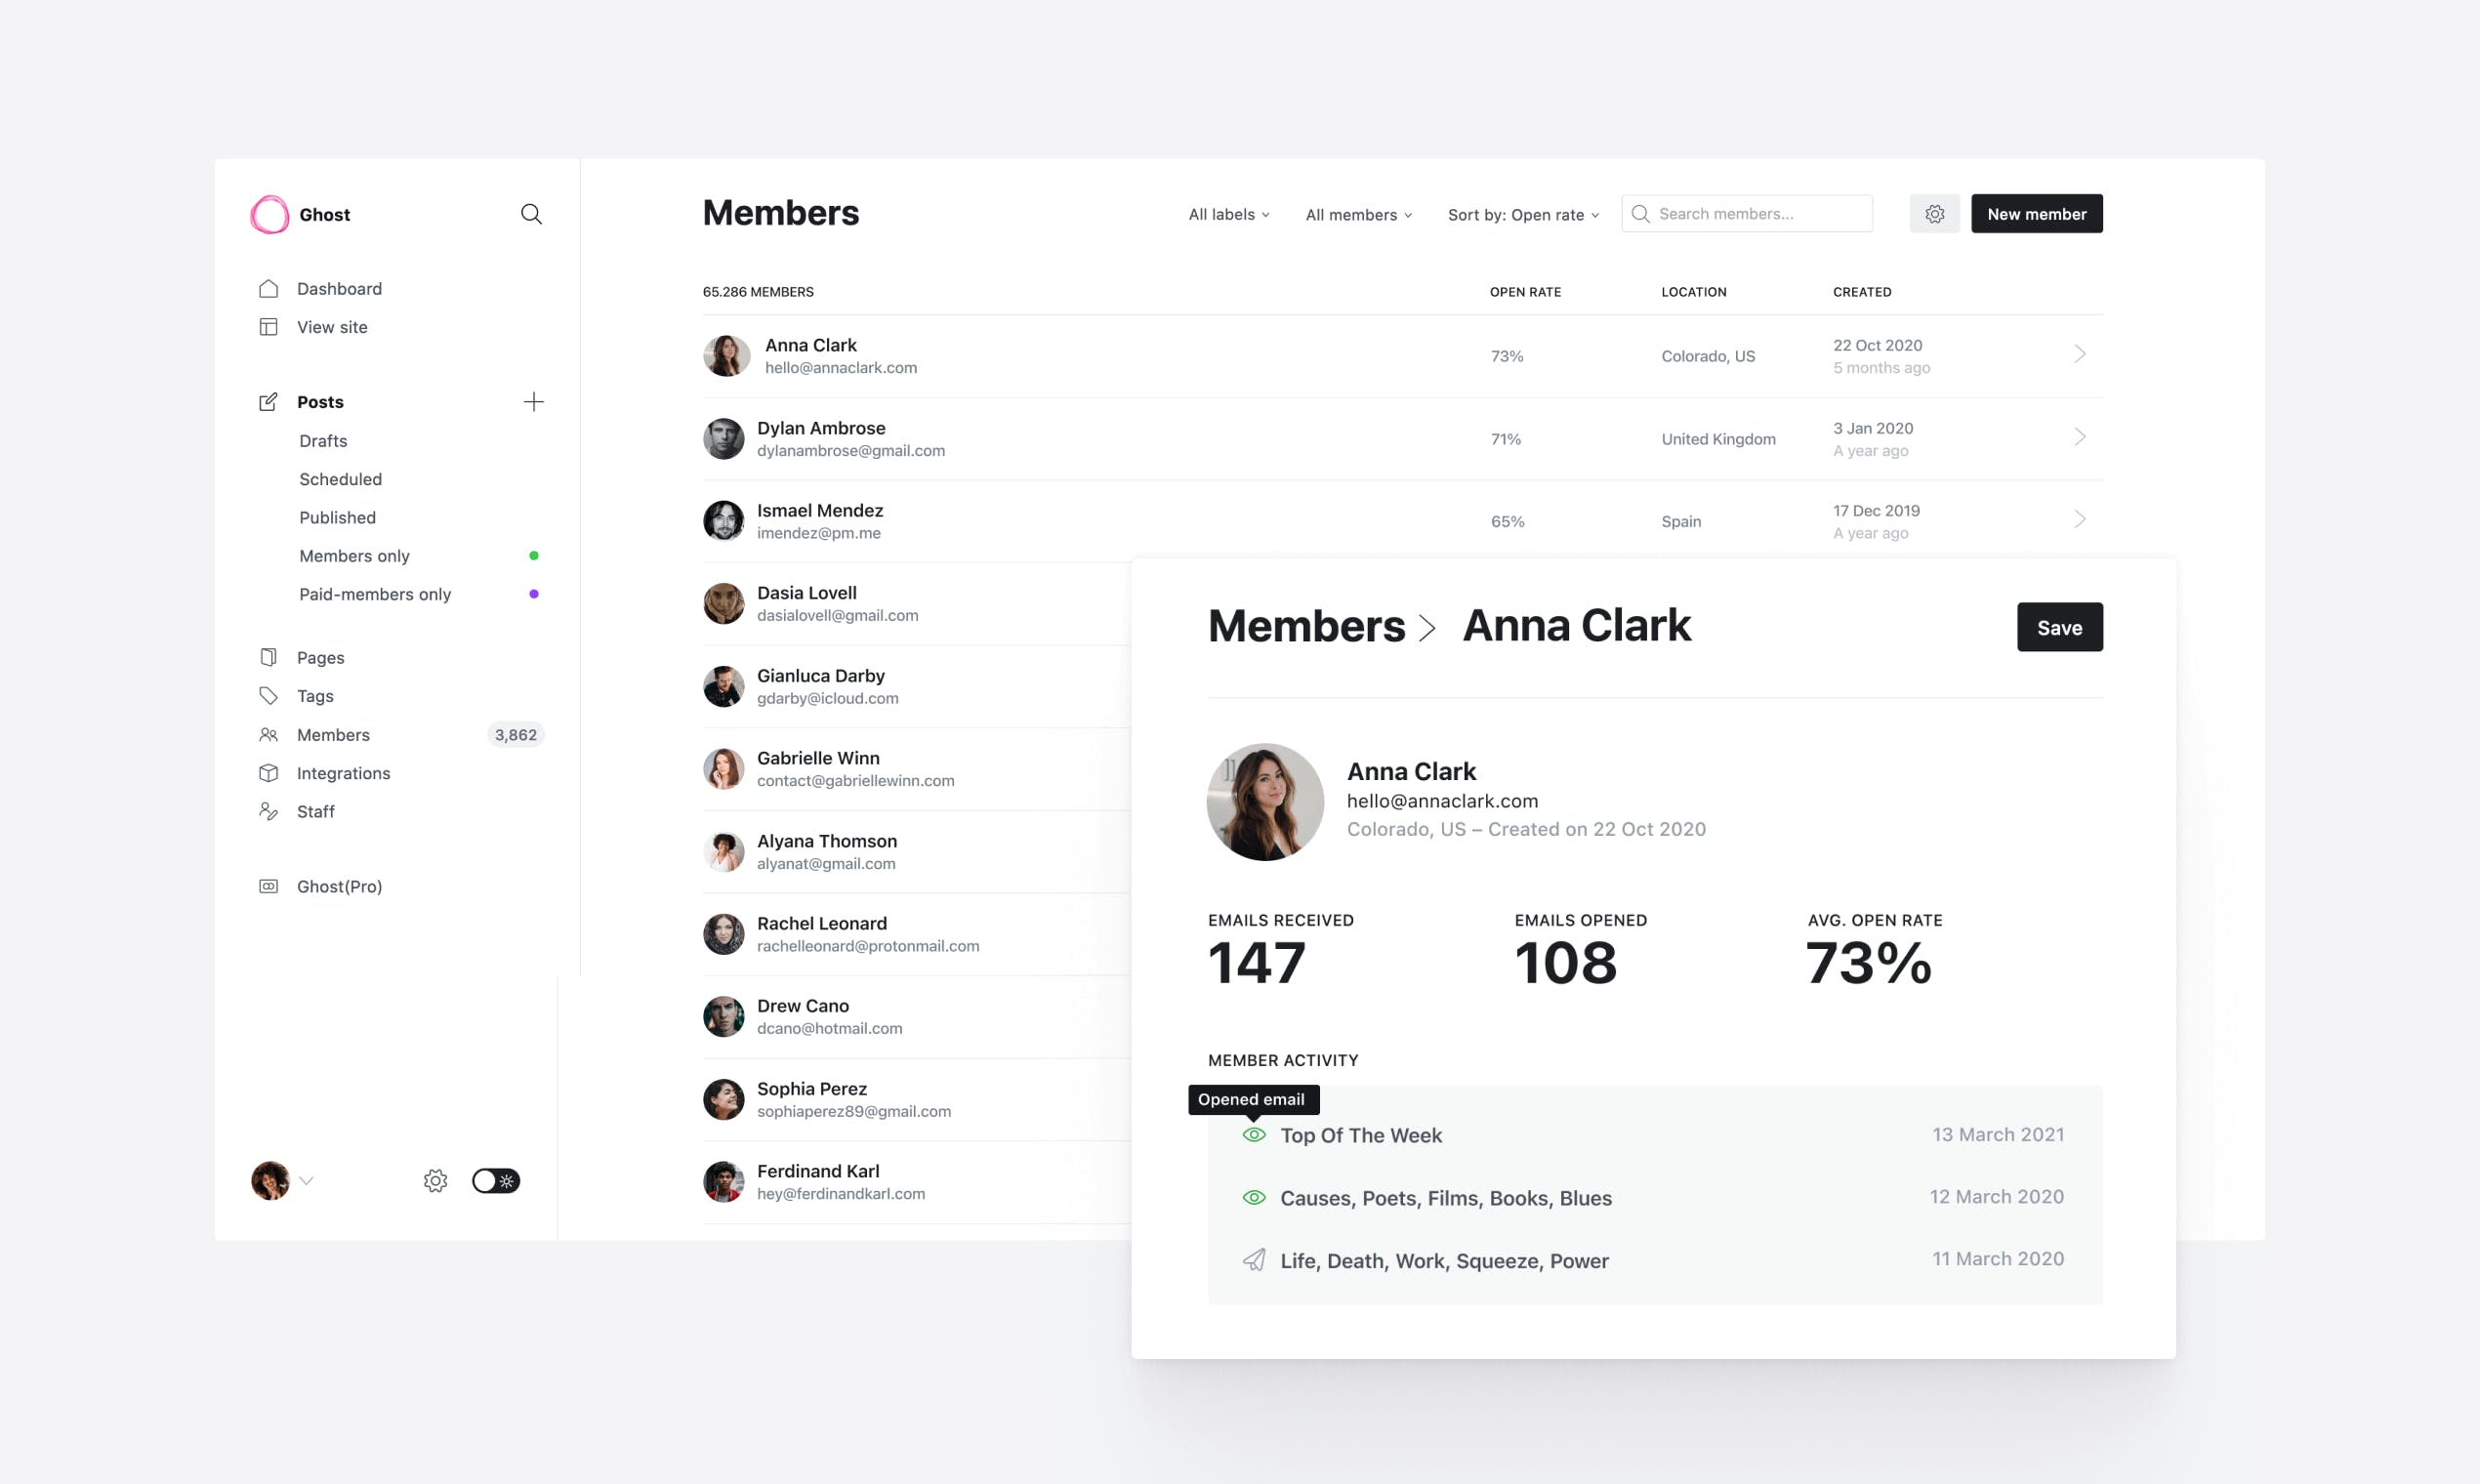 Ghost
Dashboard
View site
Posts
Drafts
Scheduled
Published
Members only
Paid-members only
Pages
Tags
Members 3,862
Integrations
Staff
Ghost(Pro)
Members
All labels All members Sort by: Open rate Search members... New member
65.286 MEMBERS OPEN RATE LOCATION CREATED
Anna Clark
hello@annaclark.com
73% Colorado, US
22 Oct 2020
5 months ago
Dylan Ambrose
dylanambrose@gmail.com
71% United Kingdom
3 Jan 2020
A year ago
Ismael Mendez
imendez@pm.me
65% Spain
17 Dec 2019
A year ago
Dasia Lovell
dasialovell@gmail.com
Gianluca Darby
gdarby@icloud.com
Gabrielle Winn
contact@gabriellewinn.com
Alyana Thomson
alyanat@gmail.com
Rachel Leonard
rachelleonard@protonmail.com
Drew Cano
dcano@hotmail.com
Sophia Perez
sophiaperez89@gmail.com
Ferdinand Karl
hey@ferdinandkarl.com
Members > Anna Clark Save
Anna Clark
hello@annaclark.com
Colorado, US – Created on 22 Oct 2020
EMAILS RECEIVED EMAILS OPENED AVG. OPEN RATE
147 108 73%
MEMBER ACTIVITY
Opened email
Top Of The Week 13 March 2021
Causes, Poets, Films, Books, Blues 12 March 2020
Life, Death, Work, Squeeze, Power 11 March 2020